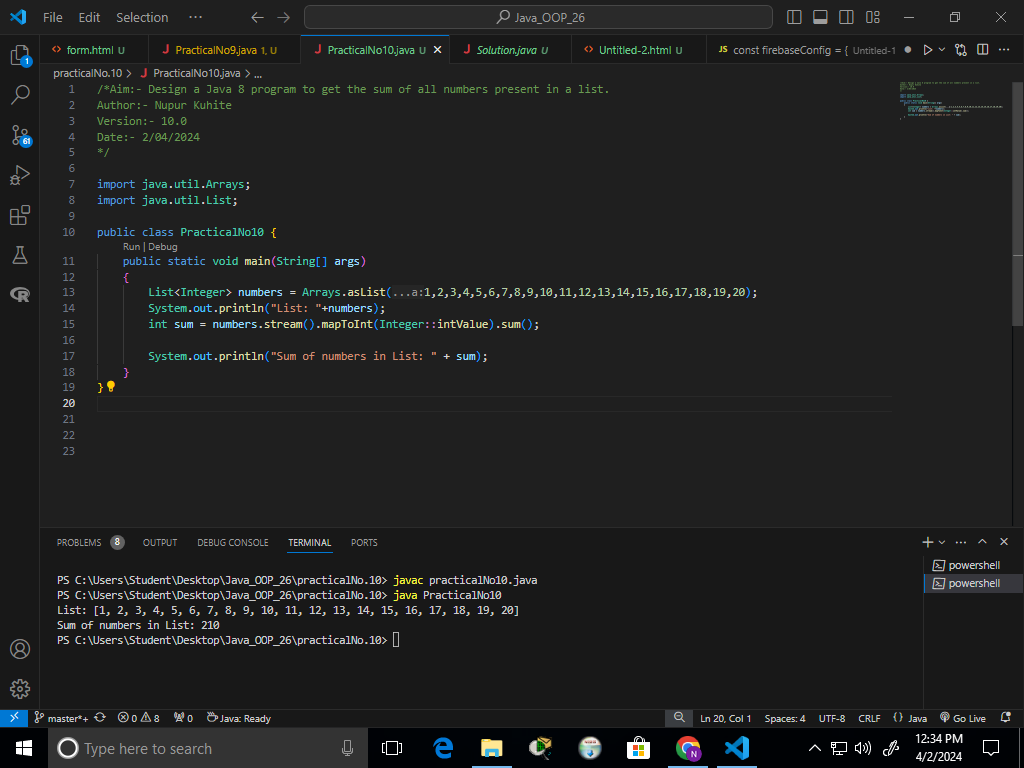 File Edit Selection ··· Java_OOP_26
1
61
form.html U PracticalNo9.java 1, U PracticalNo10.java U Solution.java U Untitled-2.html U JS const firebaseConfig = { Untitled-1
practicalNo.10 > J PracticalNo10.java > ...
1 /*Aim:- Design a Java 8 program to get the sum of all numbers present in a list.
2 Author:- Nupur Kuhite
3 Version:- 10.0
4 Date:- 2/04/2024
5 */
6
7 import java.util.Arrays;
8 import java.util.List;
9
10 public class PracticalNo10 {
Run | Debug
11 public static void main(String[] args)
12 {
13 List<Integer> numbers = Arrays.asList(...a:1,2,3,4,5,6,7,8,9,10,11,12,13,14,15,16,17,18,19,20);
14 System.out.println("List: "+numbers);
15 int sum = numbers.stream().mapToInt(Integer::intValue).sum();
16
17 System.out.println("Sum of numbers in List: " + sum);
18 }
19 }
20
21
22
23
PROBLEMS 8 OUTPUT DEBUG CONSOLE TERMINAL PORTS
powershell
powershell
PS C:\Users\Student\Desktop\Java_OOP_26\practicalNo.10> javac practicalNo10.java
PS C:\Users\Student\Desktop\Java_OOP_26\practicalNo.10> java PracticalNo10
List: [1, 2, 3, 4, 5, 6, 7, 8, 9, 10, 11, 12, 13, 14, 15, 16, 17, 18, 19, 20]
Sum of numbers in List: 210
PS C:\Users\Student\Desktop\Java_OOP_26\practicalNo.10>
master*+ 0 8 0 Java: Ready Ln 20, Col 1 Spaces: 4 UTF-8 CRLF {} Java Go Live
Type here to search N 12:34 PM
4/2/2024